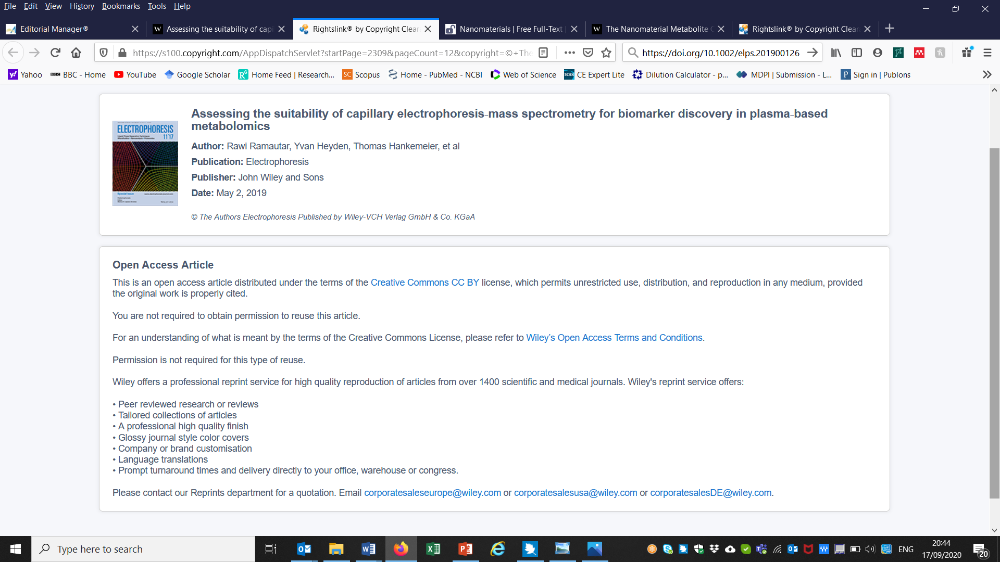 File Edit View History Bookmarks Tools Help
Editorial Manager® Assessing the suitability of cap Rightslink® by Copyright Clear Nanomaterials | Free Full-Text | The Nanomaterial Metabolite C Rightslink® by Copyright Clear
https://s100.copyright.com/AppDispatchServlet?startPage=2309&pageCount=12&copyright=©+The https://doi.org/10.1002/elps.201900126
Yahoo BBC - Home YouTube Google Scholar Home Feed | Research... Scopus Home - PubMed - NCBI Web of Science CE Expert Lite Dilution Calculator - p... MDPI | Submission - L... Sign in | Publons
ELECTROPHORESIS
11'17
Special Issue
Assessing the suitability of capillary electrophoresis-mass spectrometry for biomarker discovery in plasma-based
metabolomics
Author: Rawi Ramautar, Yvan Heyden, Thomas Hankemeier, et al
Publication: Electrophoresis
Publisher: John Wiley and Sons
Date: May 2, 2019
© The Authors Electrophoresis Published by Wiley-VCH Verlag GmbH & Co. KGaA
Open Access Article
This is an open access article distributed under the terms of the Creative Commons CC BY license, which permits unrestricted use, distribution, and reproduction in any medium, provided
the original work is properly cited.
You are not required to obtain permission to reuse this article.
For an understanding of what is meant by the terms of the Creative Commons License, please refer to Wiley's Open Access Terms and Conditions.
Permission is not required for this type of reuse.
Wiley offers a professional reprint service for high quality reproduction of articles from over 1400 scientific and medical journals. Wiley's reprint service offers:
• Peer reviewed research or reviews
• Tailored collections of articles
• A professional high quality finish
• Glossy journal style color covers
• Company or brand customisation
• Language translations
• Prompt turnaround times and delivery directly to your office, warehouse or congress.
Please contact our Reprints department for a quotation. Email corporatesaleseurope@wiley.com or corporatesalesusa@wiley.com or corporatesalesDE@wiley.com.
Type here to search
ENG
20:44
17/09/2020
20